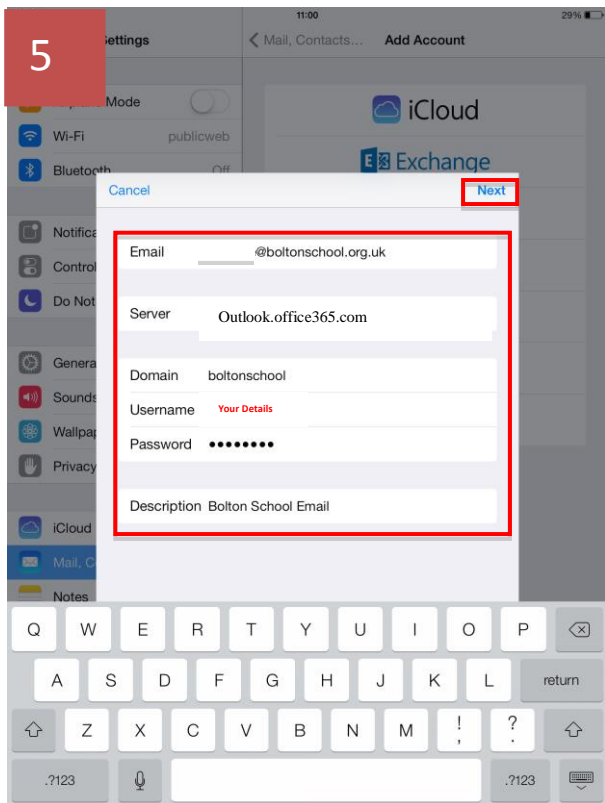 11:00
29%
5
ettings
Mail, Contacts... Add Account
Mode
iCloud
Wi-Fi publicweb
Bluetooth Off
E Exchange
Cancel Next
Notifica
Email @boltonschool.org.uk
Control
Do Not
Server Outlook.office365.com
Genera
Domain boltonschool
Sounds
Username Your Details
Wallpap
Password ••••••••
Privacy
Description Bolton School Email
iCloud
Mail, C
Notes
Q W E R T Y U I O P
A S D F G H J K L return
Z X C V B N M ! , ? .
.?123 .?123